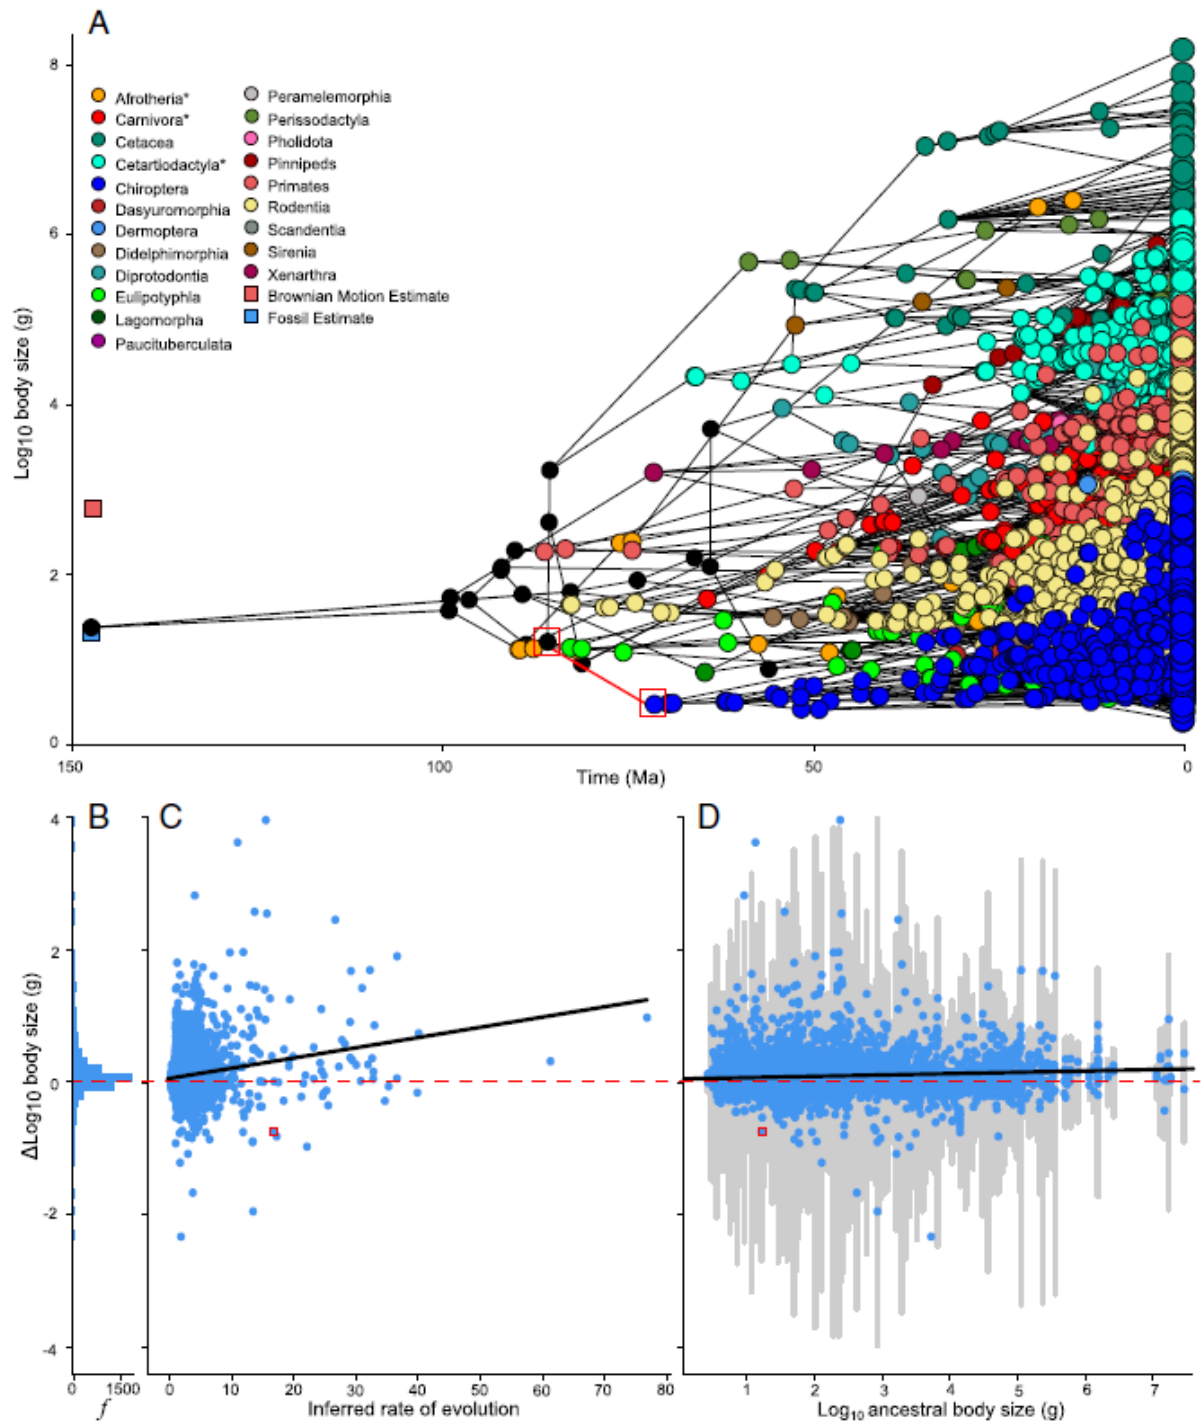 A
8
6
4
2
0
Log10 body size (g)
Afrotheria*
Carnivora*
Cetacea
Cetartiodactyla*
Chiroptera
Dasyuromorphia
Dermoptera
Didelphimorphia
Diprotodontia
Eulipotyphla
Lagomorpha
Paucituberculata
Peramelemorphia
Perissodactyla
Pholidota
Pinnipeds
Primates
Rodentia
Scandentia
Sirenia
Xenarthra
Brownian Motion Estimate
Fossil Estimate
150
100
50
0
Time (Ma)
B
C
D
4
2
0
-2
-4
ΔLog10 body size (g)
0 1500
f
0 10 20 30 40 50 60 70 80
Inferred rate of evolution
1 2 3 4 5 6 7
Log10 ancestral body size (g)